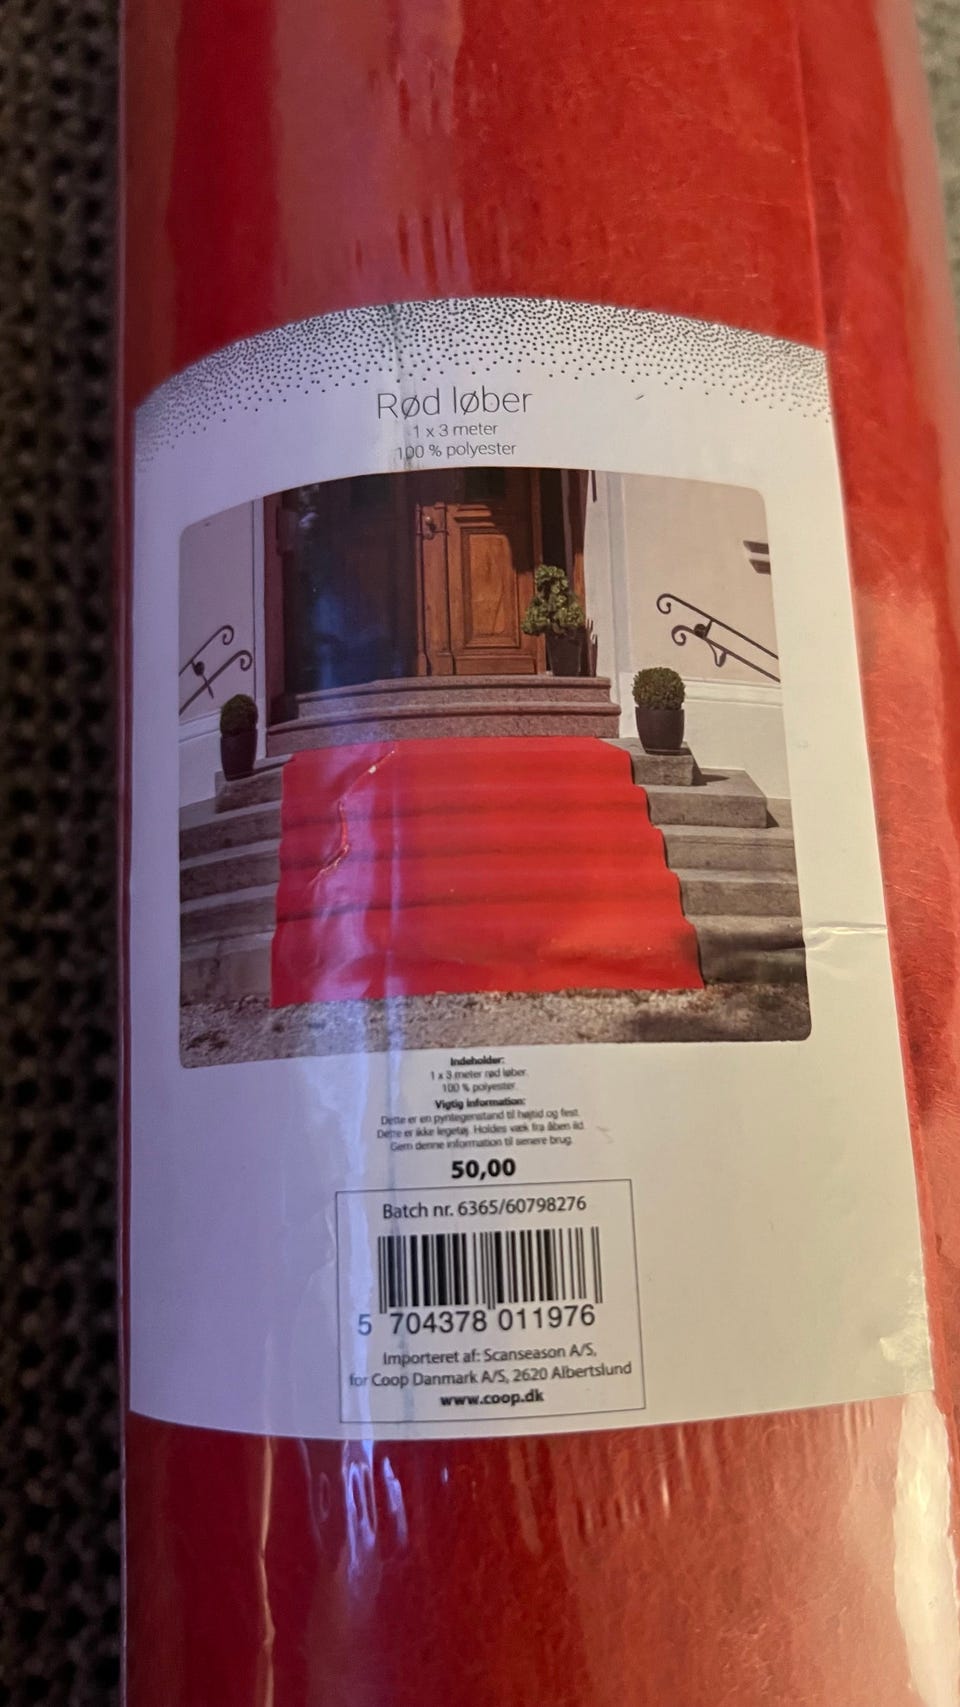 Rød løber
1 x 3 meter
100 % polyester
Indeholder:
1 x 3 meter rød løber.
100 % polyester.
Vigtig information:
Dette er en pyntegenstand til højtid og fest.
Dette er ikke legetøj. Holdes væk fra åben ild.
Gem denne information til senere brug.
50,00
Batch nr. 6365/60798276
5 704378 011976
Importeret af: Scanseason A/S,
for Coop Danmark A/S, 2620 Albertslund
www.coop.dk